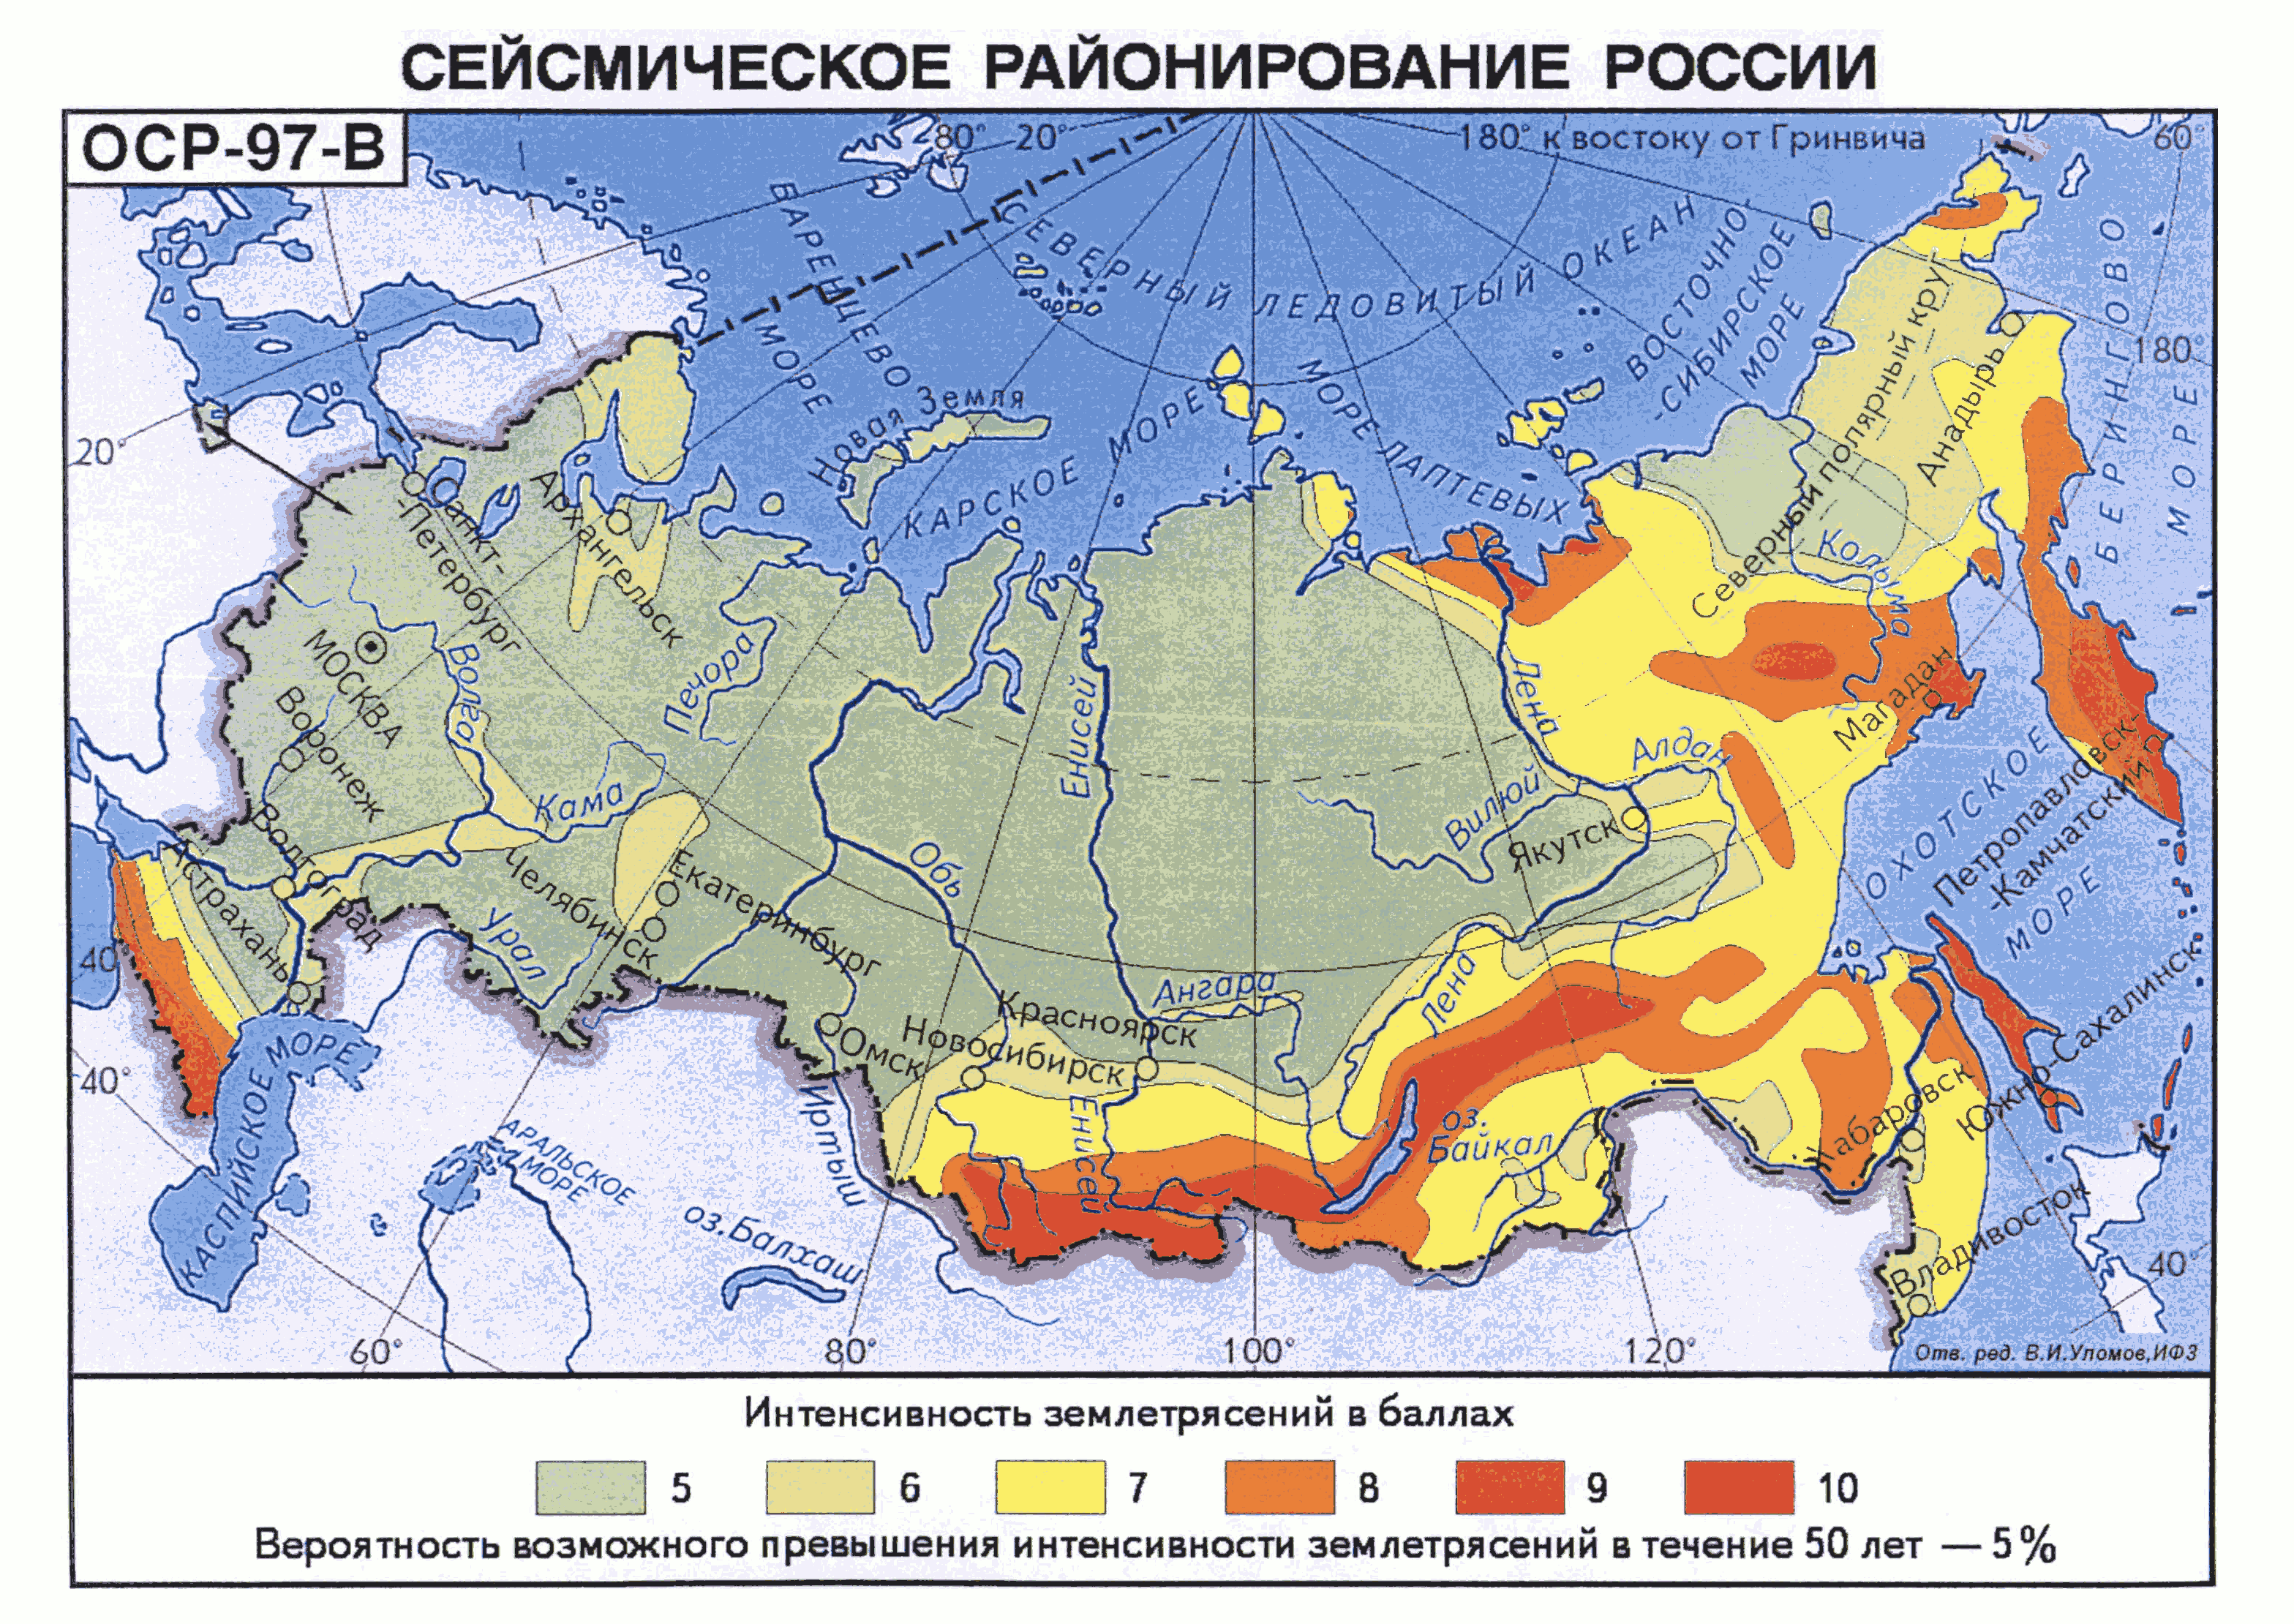 СЕЙСМИЧЕСКОЕ РАЙОНИРОВАНИЕ РОССИИ
ОСР-97-В
80° 20°
180° к востоку от Гринвича
60°
БАРЕНЦЕВО
МОРЕ
СЕВЕРНЫЙ ЛЕДОВИТЫЙ ОКЕАН
ВОСТОЧНО-
-СИБИРСКОЕ
МОРЕ
БЕРИНГОВО
МОРЕ
180°
20°
Новая Земля
КАРСКОЕ МОРЕ
МОРЕ ЛАПТЕВЫХ
Северный полярный круг
Анадырь
Колыма
Санкт-
-Петербург
Архангельск
МОСКВА
Воронеж
Волга
Печора
Енисей
Лена
Магадан
Алдан
Вилюй
Якутск
Кама
Волгоград
Астрахань
Челябинск
Екатеринбург
Урал
Обь
Ангара
Лена
ОХОТСКОЕ
МОРЕ
Петропавловск-
-Камчатский
40°
40°
КАСПИЙСКОЕ МОРЕ
АРАЛЬСКОЕ
МОРЕ
Омск
Новосибирск
Красноярск
Иртыш
Енисей
оз.
Байкал
оз.Балхаш
Хабаровск
Южно-Сахалинск
Владивосток
40°
60°
80°
100°
120°
Отв. ред. В.И.Уломов,ИФЗ
Интенсивность землетрясений в баллах
5 6 7 8 9 10
Вероятность возможного превышения интенсивности землетрясений в течение 50 лет — 5%